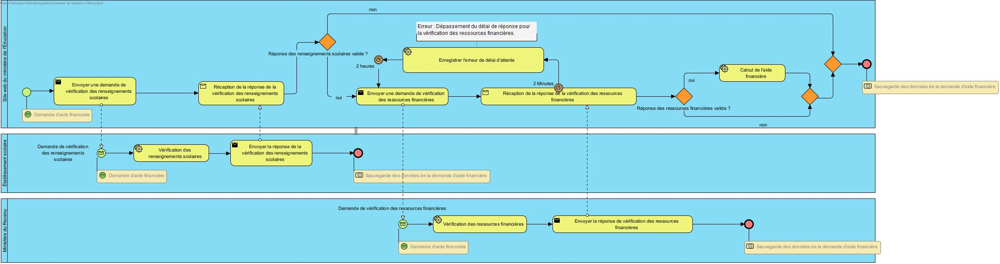 Visual Paradigm Standard(gable(Universite du Quebec a Rimouski))
Site web du ministère de l'Éducation
non
Erreur : Dépassement du délai de réponse pour
la vérification des ressources financières.
Réponse des renseignements scolaires valide ?
Enregistrer l'erreur de délai d'attente
2 heures
Calcul de l'aide
financière
oui
Envoyer une demande de
vérification des renseignements
scolaires
Réception de la réponse de la
vérification des renseignements
scolaires
2 Minutes
Sauvegarde des données de la demande d'aide financière
oui
Envoyer une demande de vérification
des ressources financières
Réception de la réponse de la vérification des ressources
financières
Réponse des ressources financières valide ?
Demande d'aide financière
non
Établissement scolaire
Demande de vérification
des renseignements
scolaires
Vérification des
renseignements scolaires
Envoyer la réponse de la
vérification des renseignements
scolaires
Demande d'aide financière
Sauvegarde des données de la demande d'aide financière
Ministère du Revenu
Demande de vérification des ressources financières
Vérification des ressources financières
Envoyer la réponse de vérification des ressources
financières
Demande d'aide financière
Sauvegarde des données de la demande d'aide financière